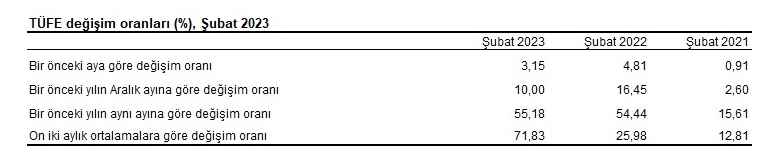 TÜFE değişim oranları (%), Şubat 2023
Şubat 2023 Şubat 2022 Şubat 2021
Bir önceki aya göre değişim oranı 3,15 4,81 0,91
Bir önceki yılın Aralık ayına göre değişim oranı 10,00 16,45 2,60
Bir önceki yılın aynı ayına göre değişim oranı 55,18 54,44 15,61
On iki aylık ortalamalara göre değişim oranı 71,83 25,98 12,81